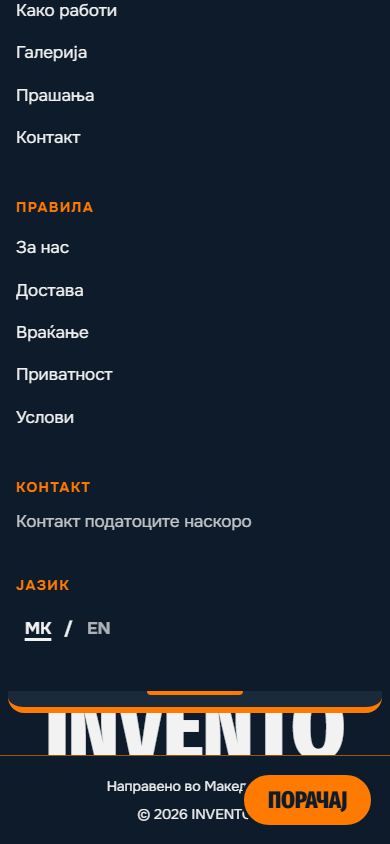 Како работи
Галерија
Прашања
Контакт
ПРАВИЛА
За нас
Достава
Враќање
Приватност
Услови
КОНТАКТ
Контакт податоците наскоро
ЈАЗИК
МК / EN
INVENTO
Направено во
© 2026 INVENTO
ПОРАЧАЈ